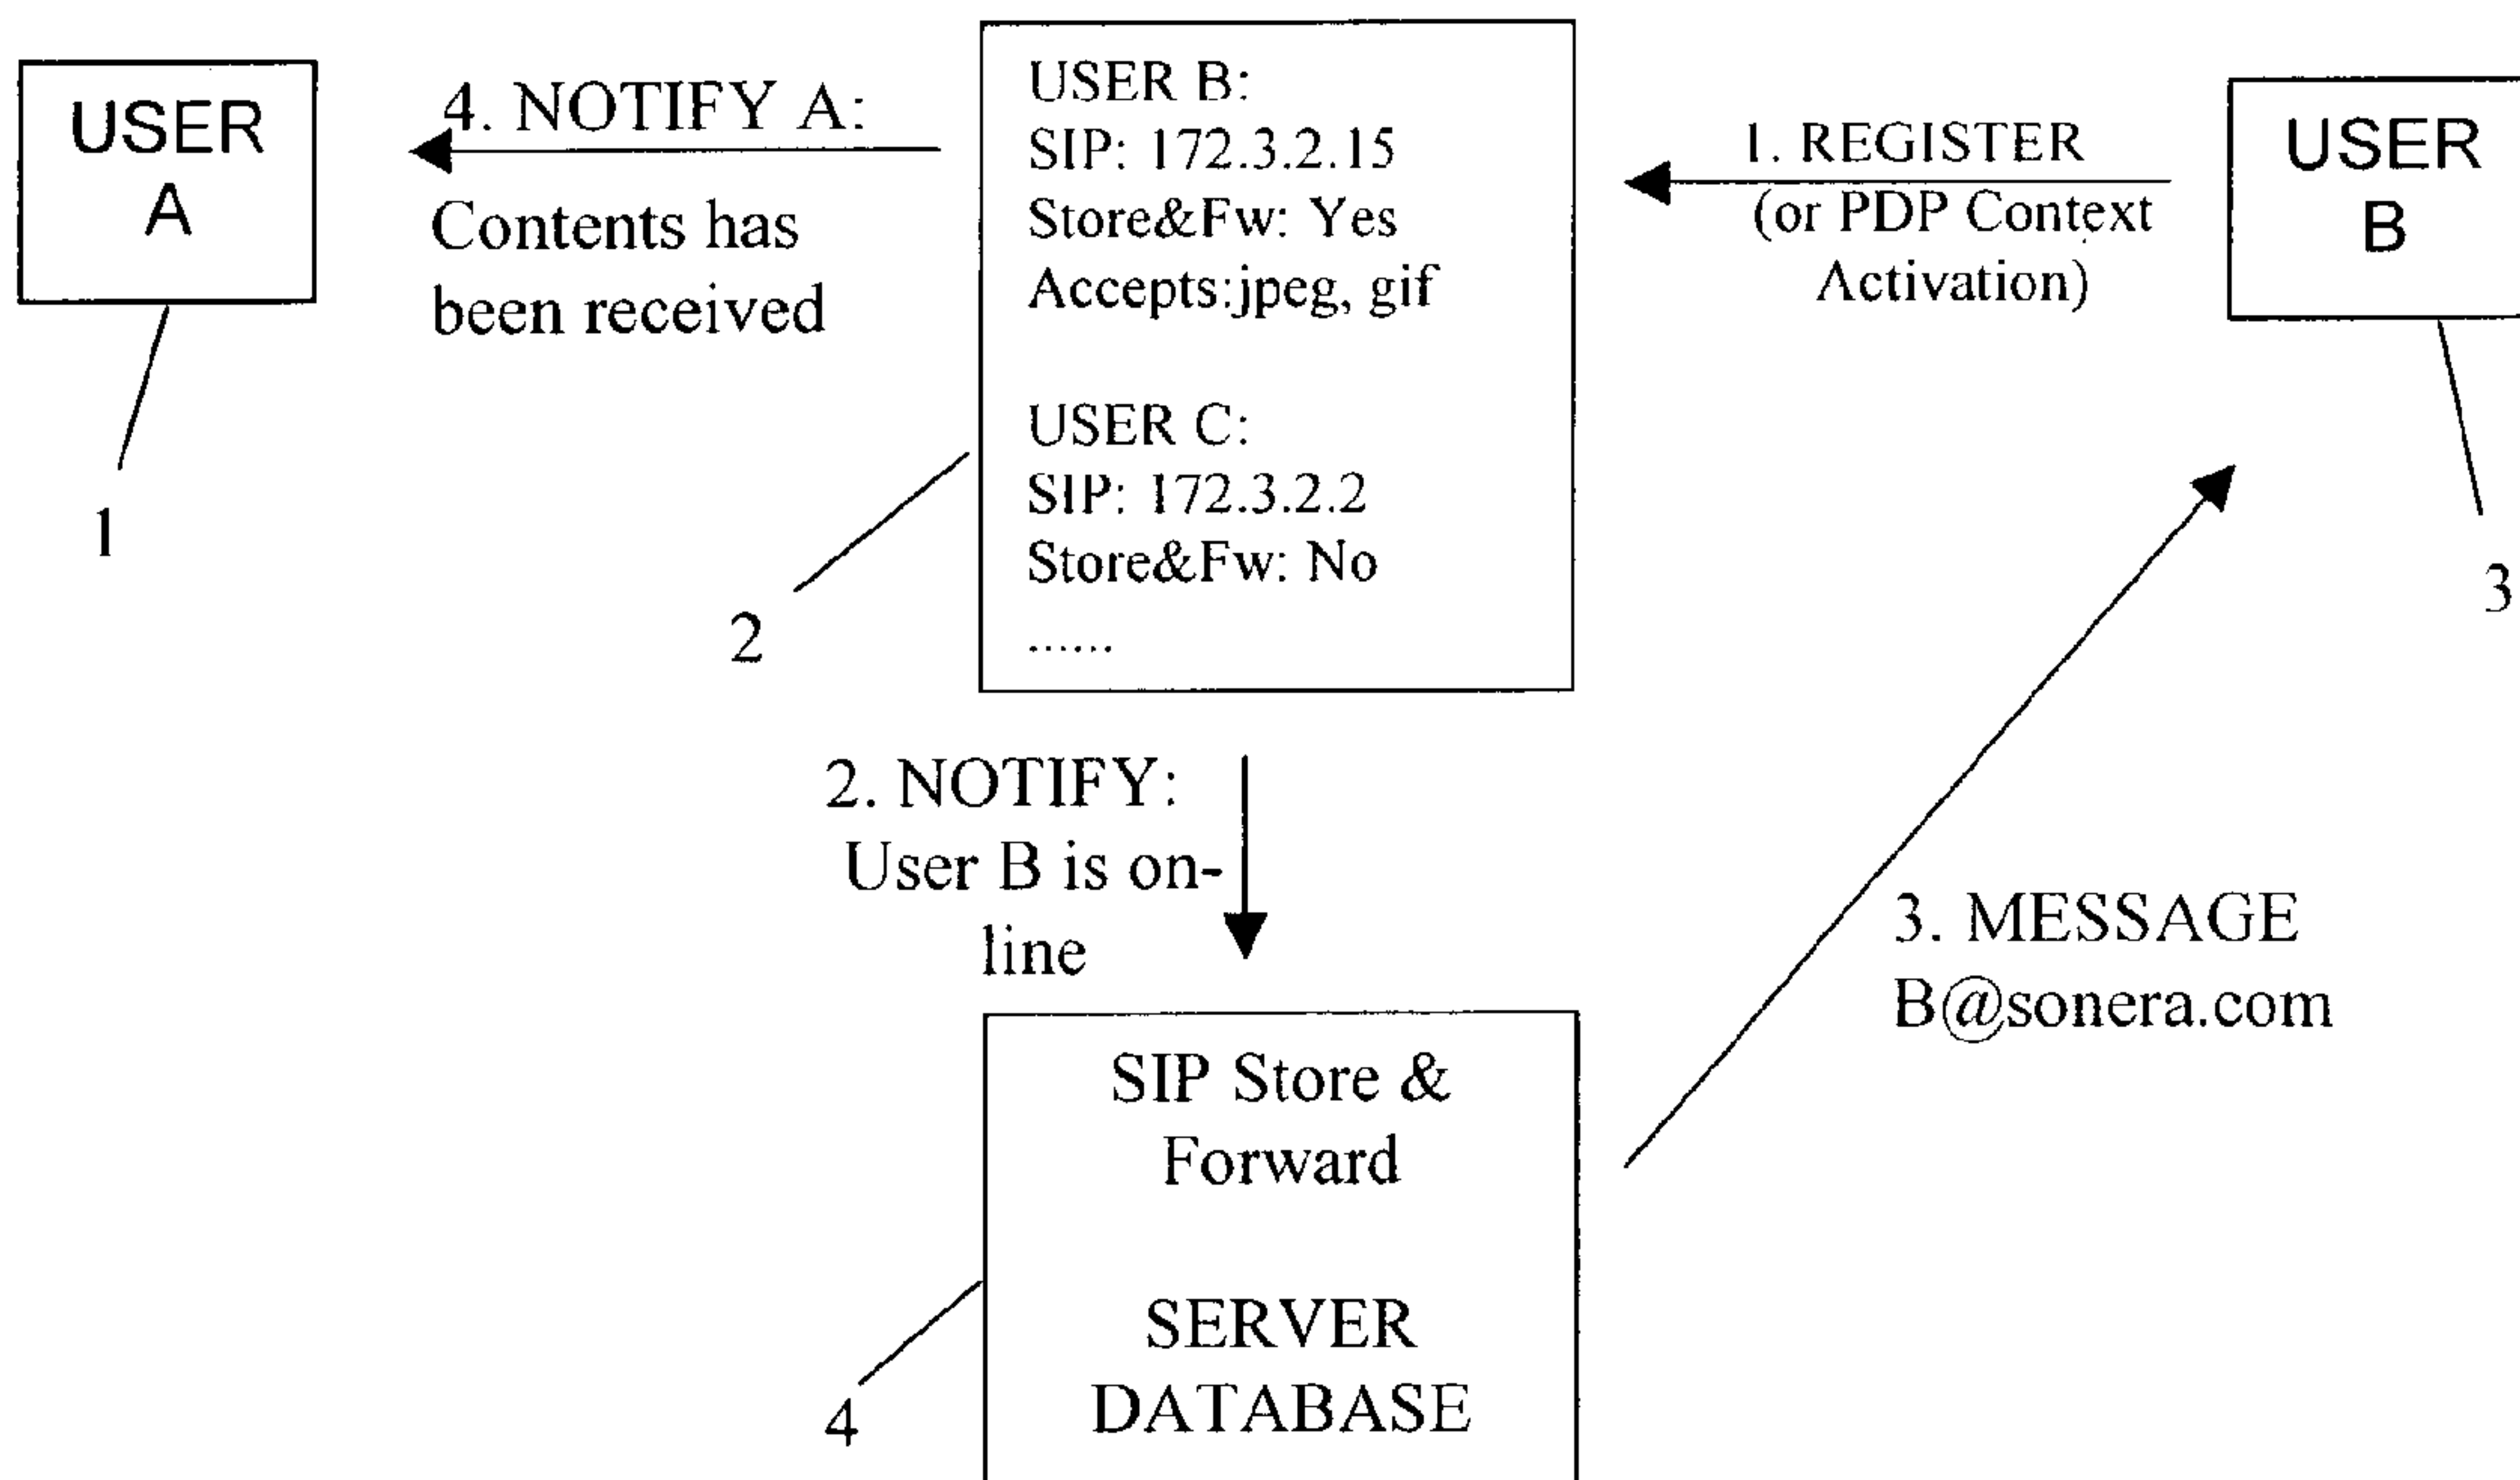 USER
A
1
4. NOTIFY A:
Contents has
been received
USER B:
SIP: 172.3.2.15
Store&Fw: Yes
Accepts:jpeg, gif
USER C:
SIP: 172.3.2.2
Store&Fw: No
......
2
1. REGISTER
(or PDP Context
Activation)
USER
B
3
2. NOTIFY:
User B is on-
line
3. MESSAGE
B@sonera.com
SIP Store &
Forward
SERVER
DATABASE
4